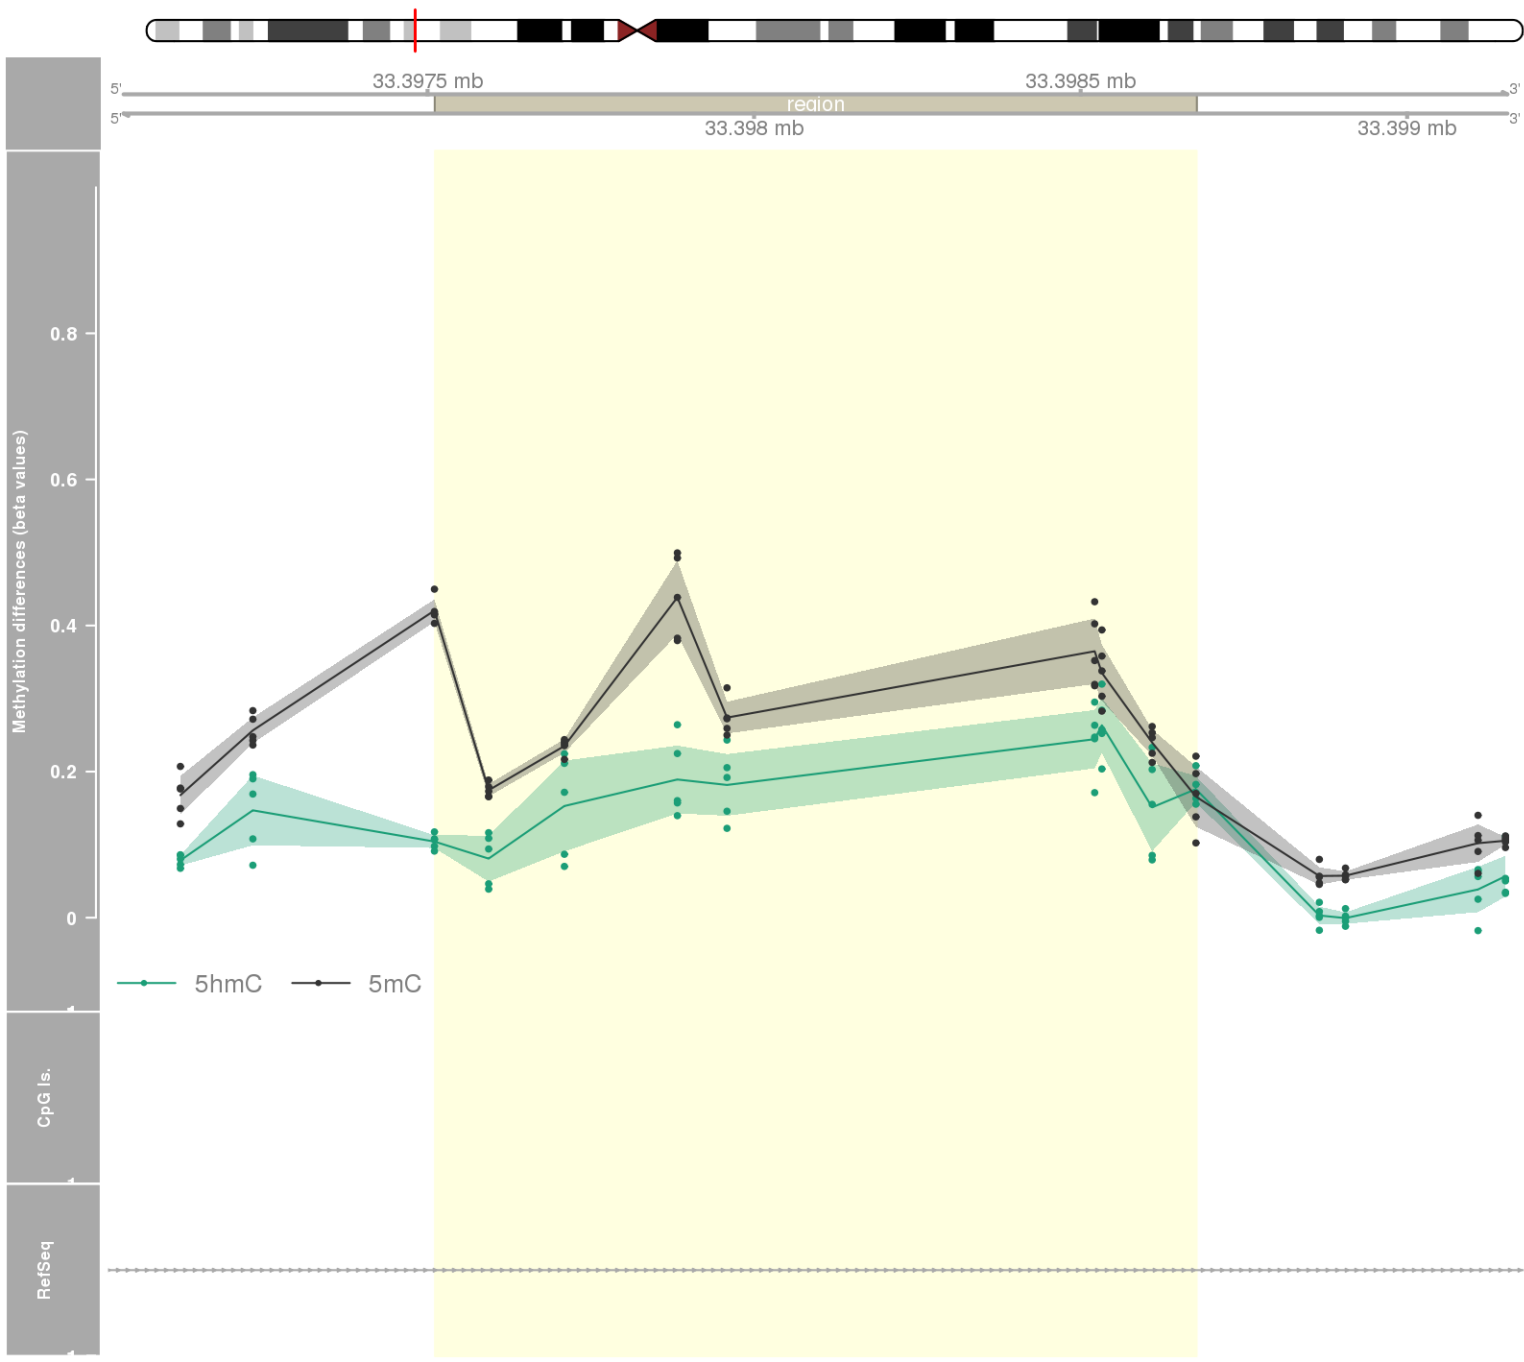 33.3975 mb
33.3985 mb
5'
3'
region
5'
3'
33.398 mb
33.399 mb
Methylation differences (beta values)
0.8
0.6
0.4
0.2
0
5hmC
5mC
CpG Is.
RefSeq